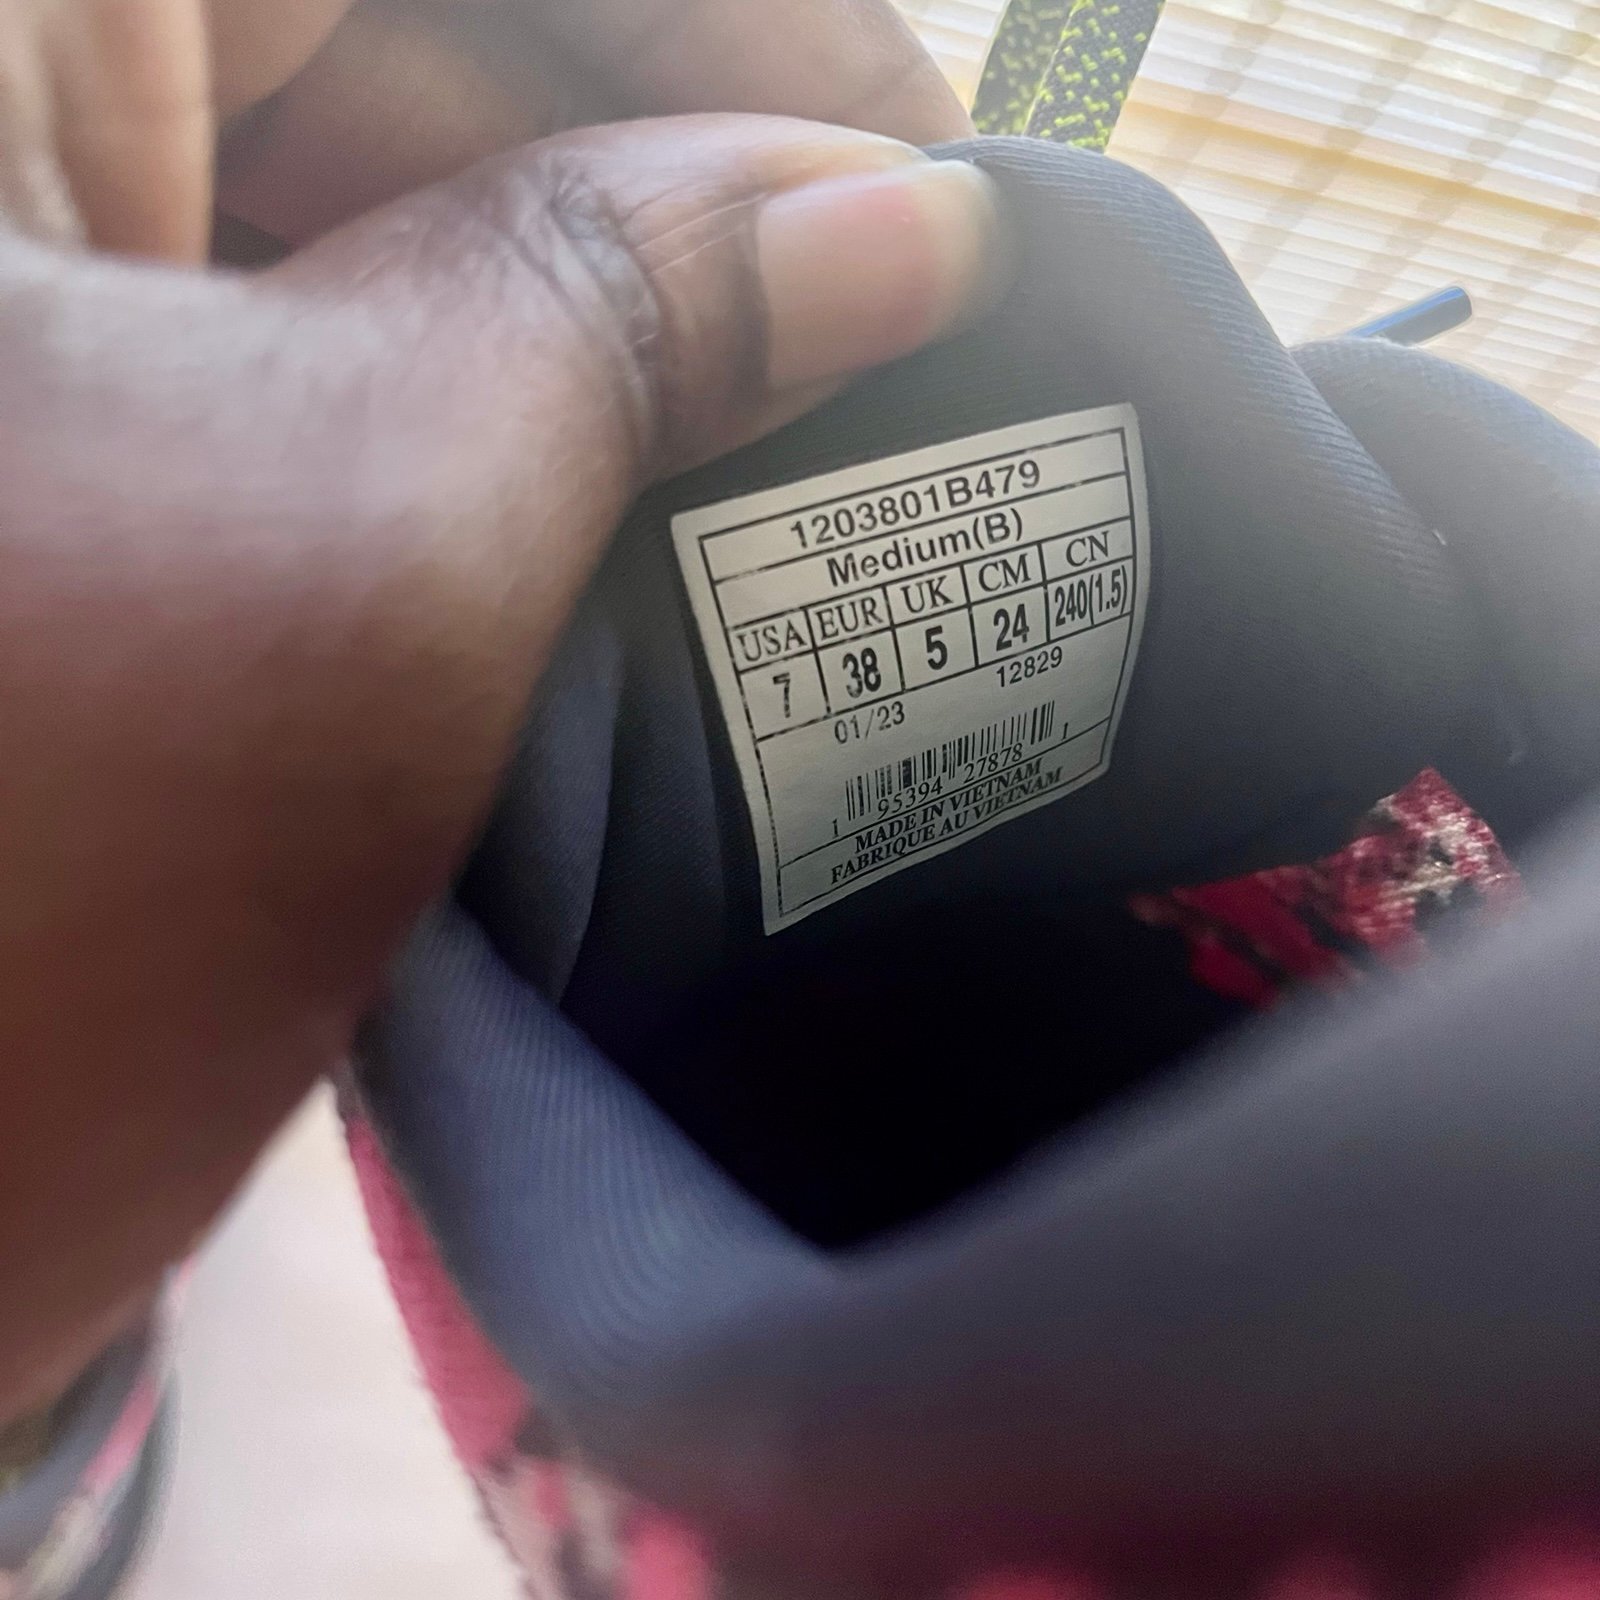 1203801B479
Medium(B)
USA EUR UK CM CN
7 38 5 24 240(1.5)
01/23 12829
1 95394 27878 1
MADE IN VIETNAM
FABRIQUE AU VIETNAM